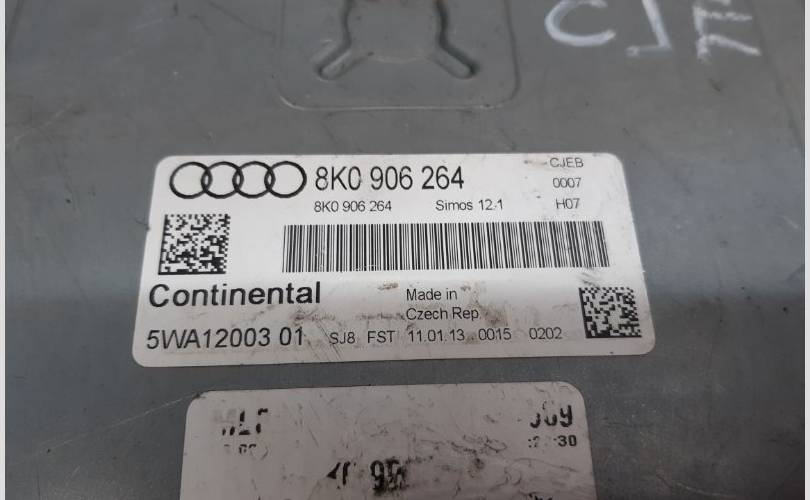 CJE
8K0 906 264
CJEB
8K0 906 264 Simos 12.1
0007
H07
Continental
Made in
Czech Rep.
5WA12003 01 SJ8 FST 11.01.13 0015 0202